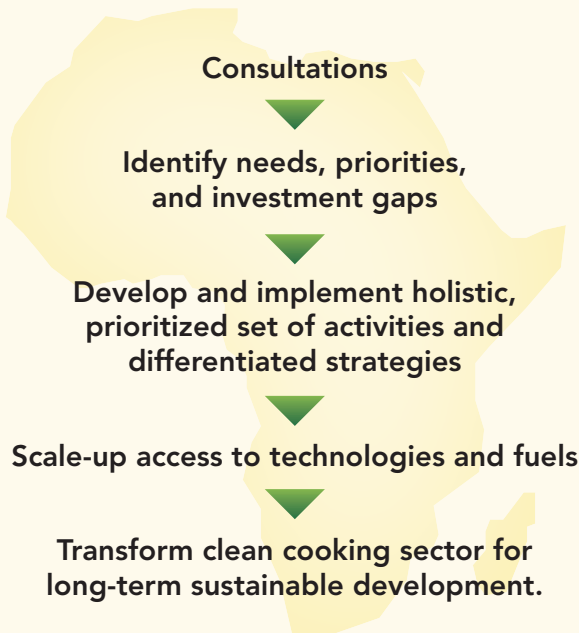 Consultations
Identify needs, priorities,
and investment gaps
Develop and implement holistic,
prioritized set of activities and
differentiated strategies
Scale-up access to technologies and fuels
Transform clean cooking sector for
long-term sustainable development.